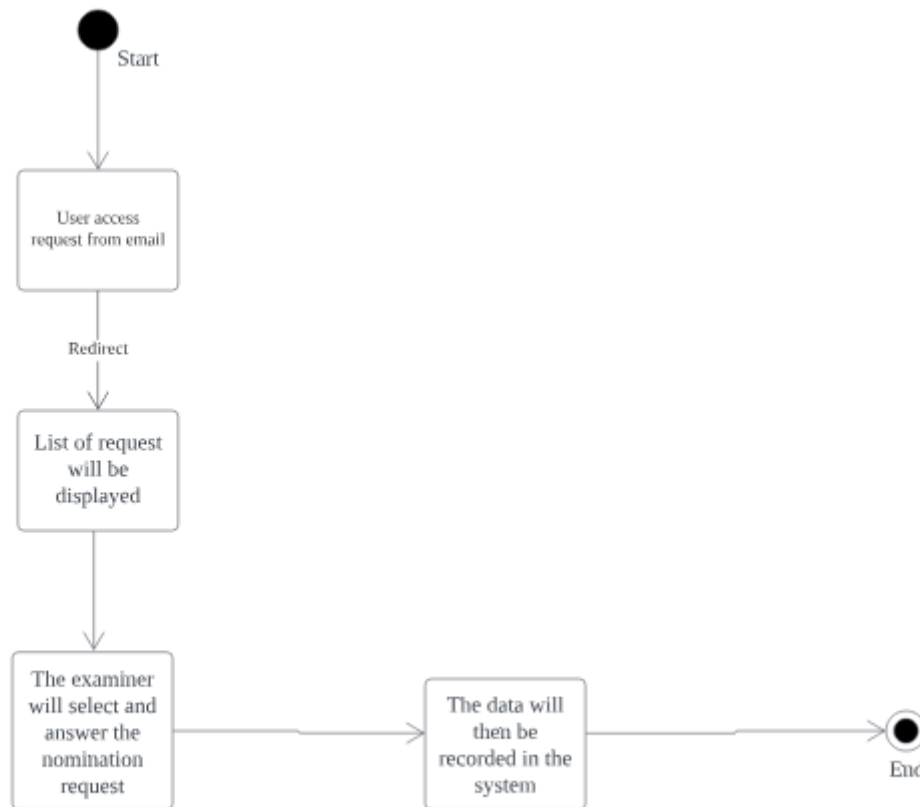 Start
User access
request from email
Redirect
List of request
will be
displayed
The examiner
will select and
answer the
nomination
request
The data will
then be
recorded in the
system
End